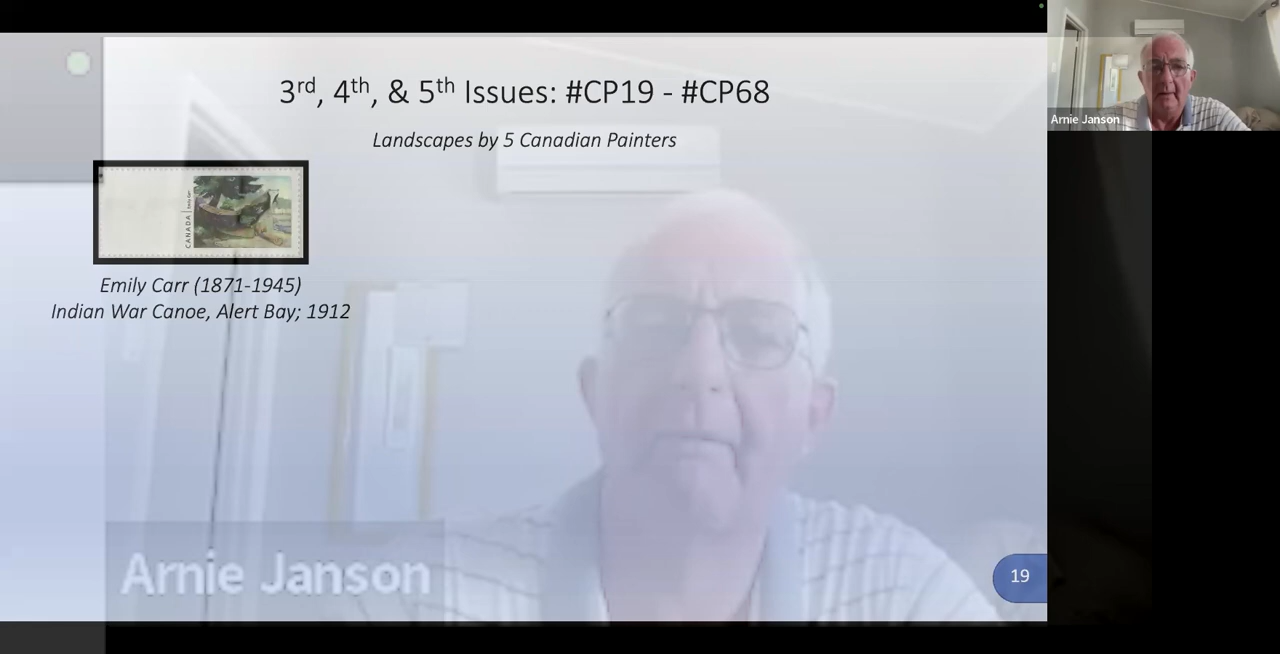 3rd, 4th, & 5th Issues: #CP19 - #CP68
Landscapes by 5 Canadian Painters
CANADA
Emily Carr (1871-1945)
Indian War Canoe, Alert Bay; 1912
Arnie Janson
19
Arnie Janson